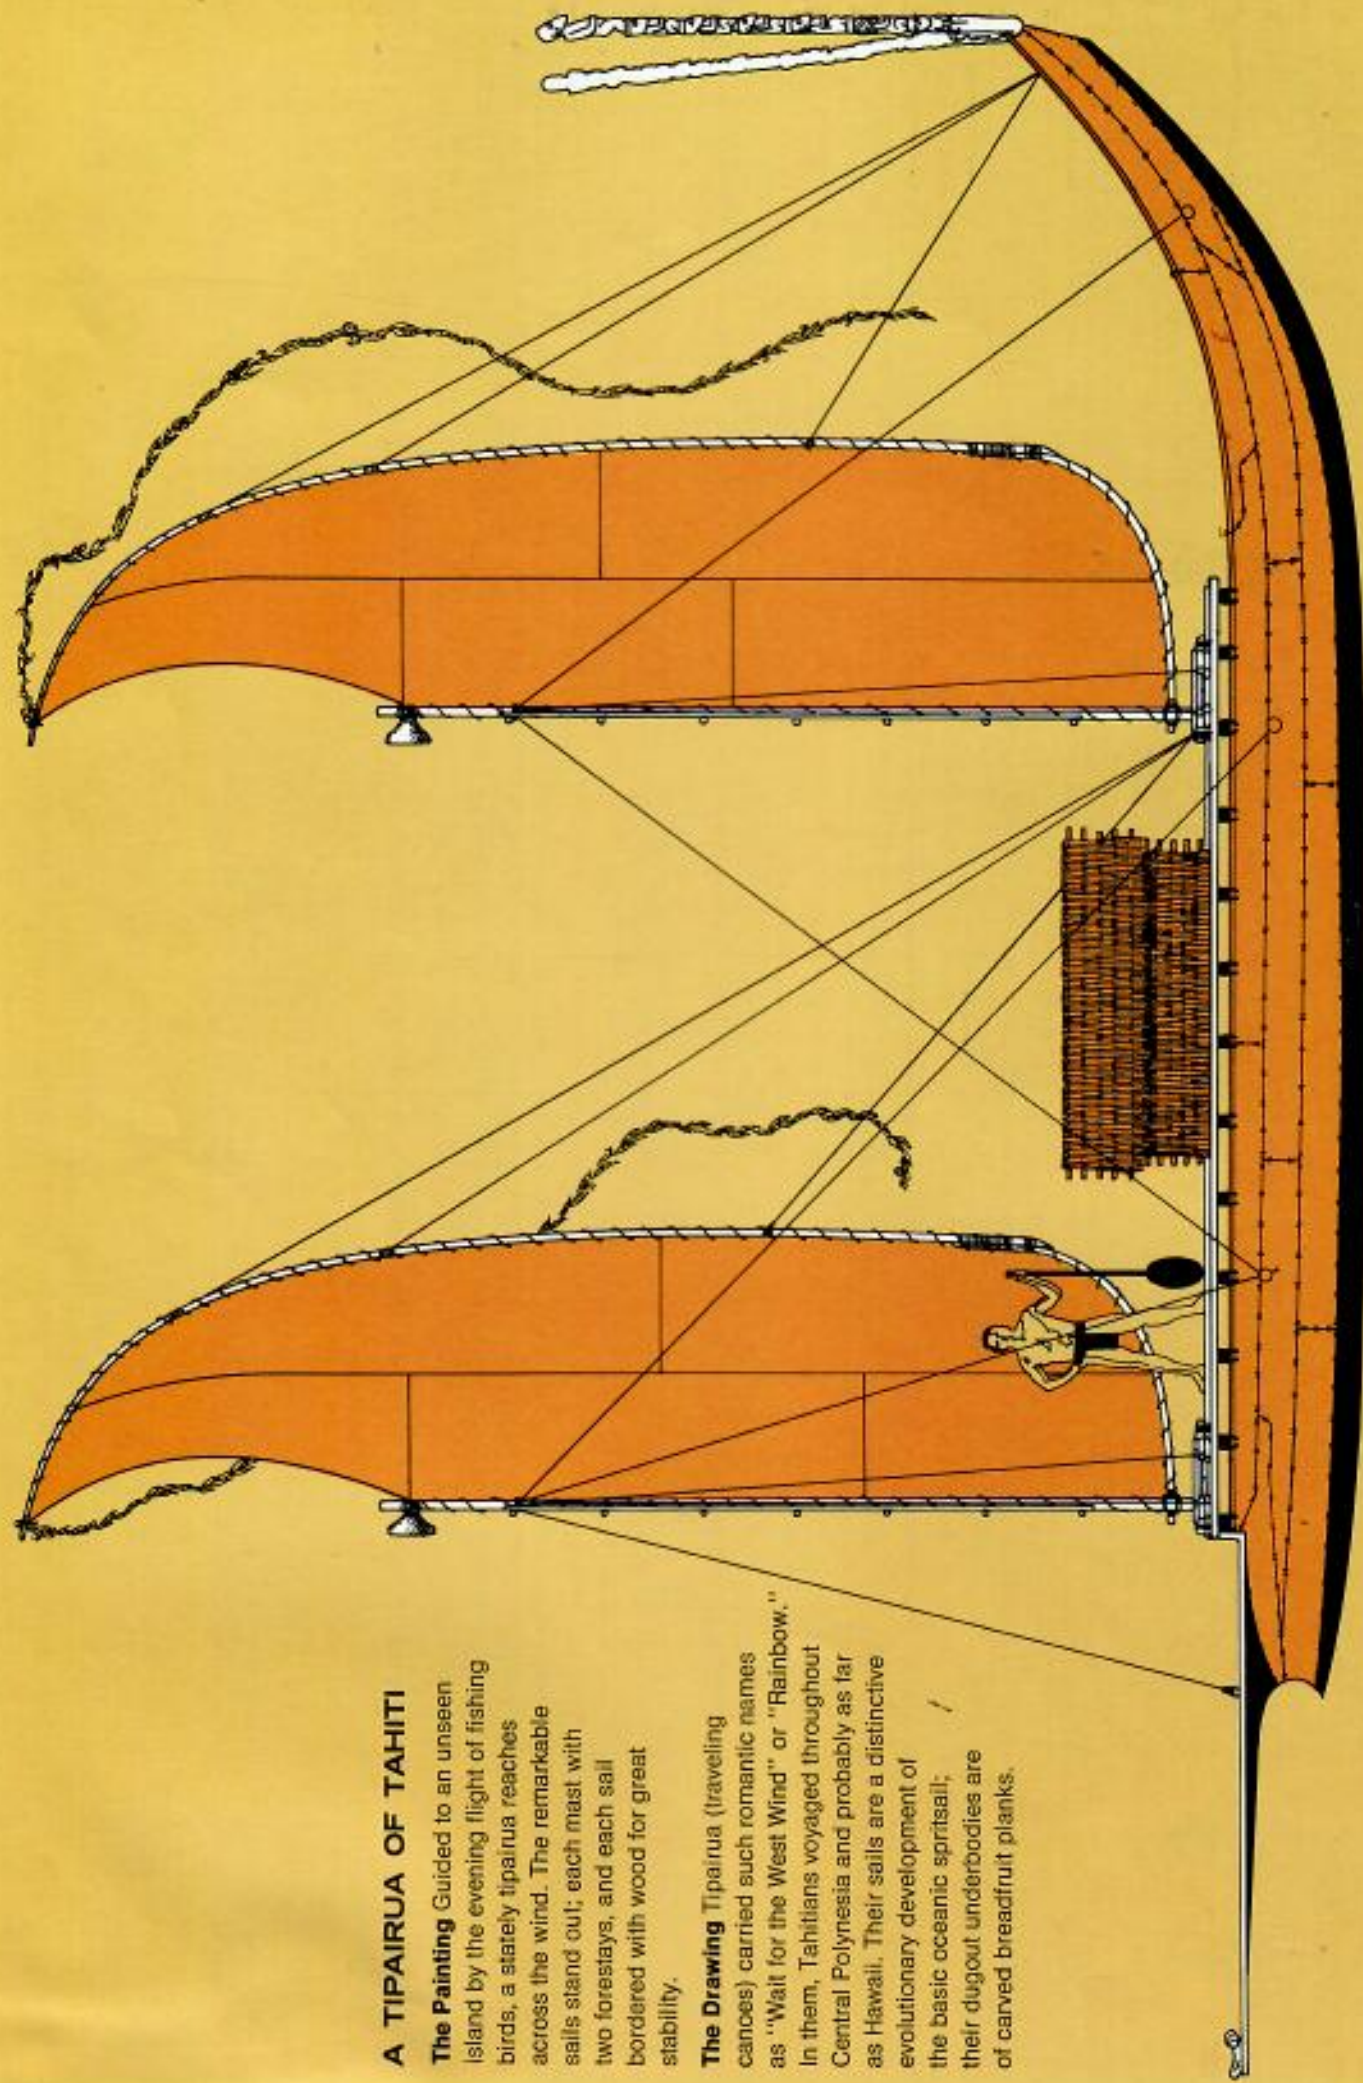 A TIPAIRUA OF TAHITI
The Painting Guided to an unseen
island by the evening flight of fishing
birds, a stately tipairua reaches
across the wind. The remarkable
sails stand out; each mast with
two forestays, and each sail
bordered with wood for great
stability.
The Drawing Tipairua (traveling
canoes) carried such romantic names
as "Wait for the West Wind" or "Rainbow."
In them, Tahitians voyaged throughout
Central Polynesia and probably as far
as Hawaii. Their sails are a distinctive
evolutionary development of
the basic oceanic spritsail;
their dugout underbodies are
of carved breadfruit planks.